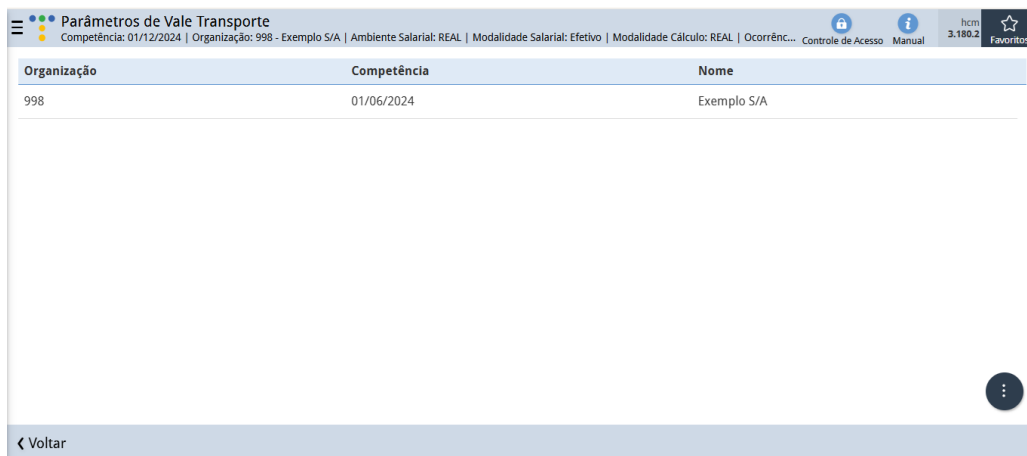 Parâmetros de Vale Transporte
Competência: 01/12/2024 | Organização: 998 - Exemplo S/A | Ambiente Salarial: REAL | Modalidade Salarial: Efetivo | Modalidade Cálculo: REAL | Ocorrênc...
Controle de Acesso
Manual
hcm
3.180.2
Favoritos
Organização Competência Nome
998 01/06/2024 Exemplo S/A
Voltar